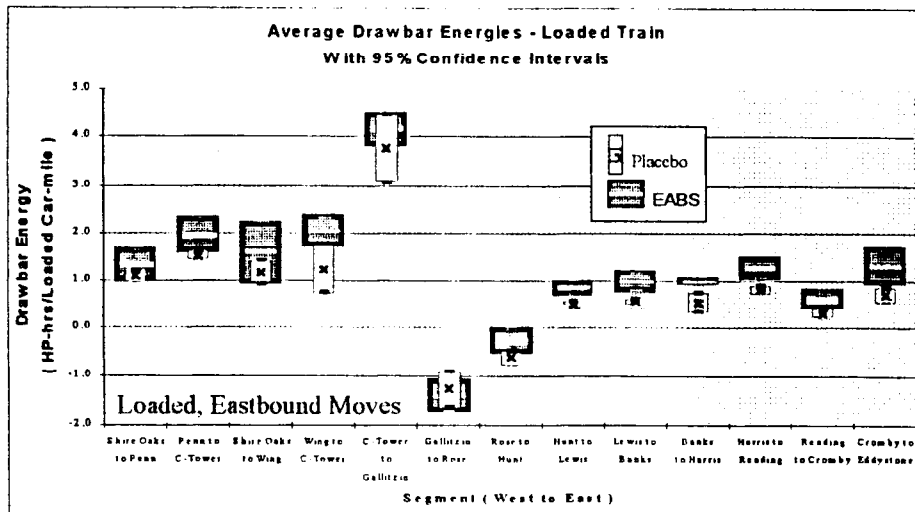 Average Drawbar Energies - Loaded Train
With 95% Confidence Intervals
Drawbar Energy
(HP-hrs/Loaded Car-mile)
5.0
4.0
3.0
2.0
1.0
0.0
-1.0
-2.0
Placebo
EABS
Loaded, Eastbound Moves
Shire Oaks to Penn
Penn to C-Tower
Shire Oaks to Wing
Wing to C-Tower
C-Tower to Gallitzin
Gallitzin to Rose
Rose to Hunt
Hunt to Lewis
Lewis to Banks
Banks to Harris
Harris to Reading
Reading to Cromby
Cromby to Eddystone
Segment (West to East)